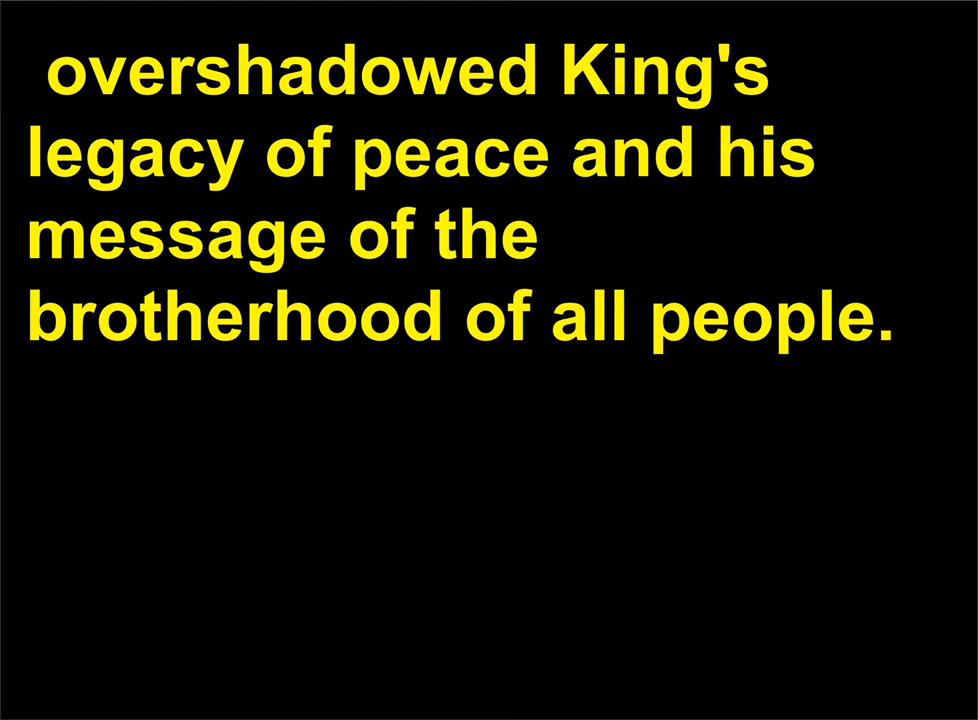 overshadowed King's
legacy of peace and his
message of the
brotherhood of all people.